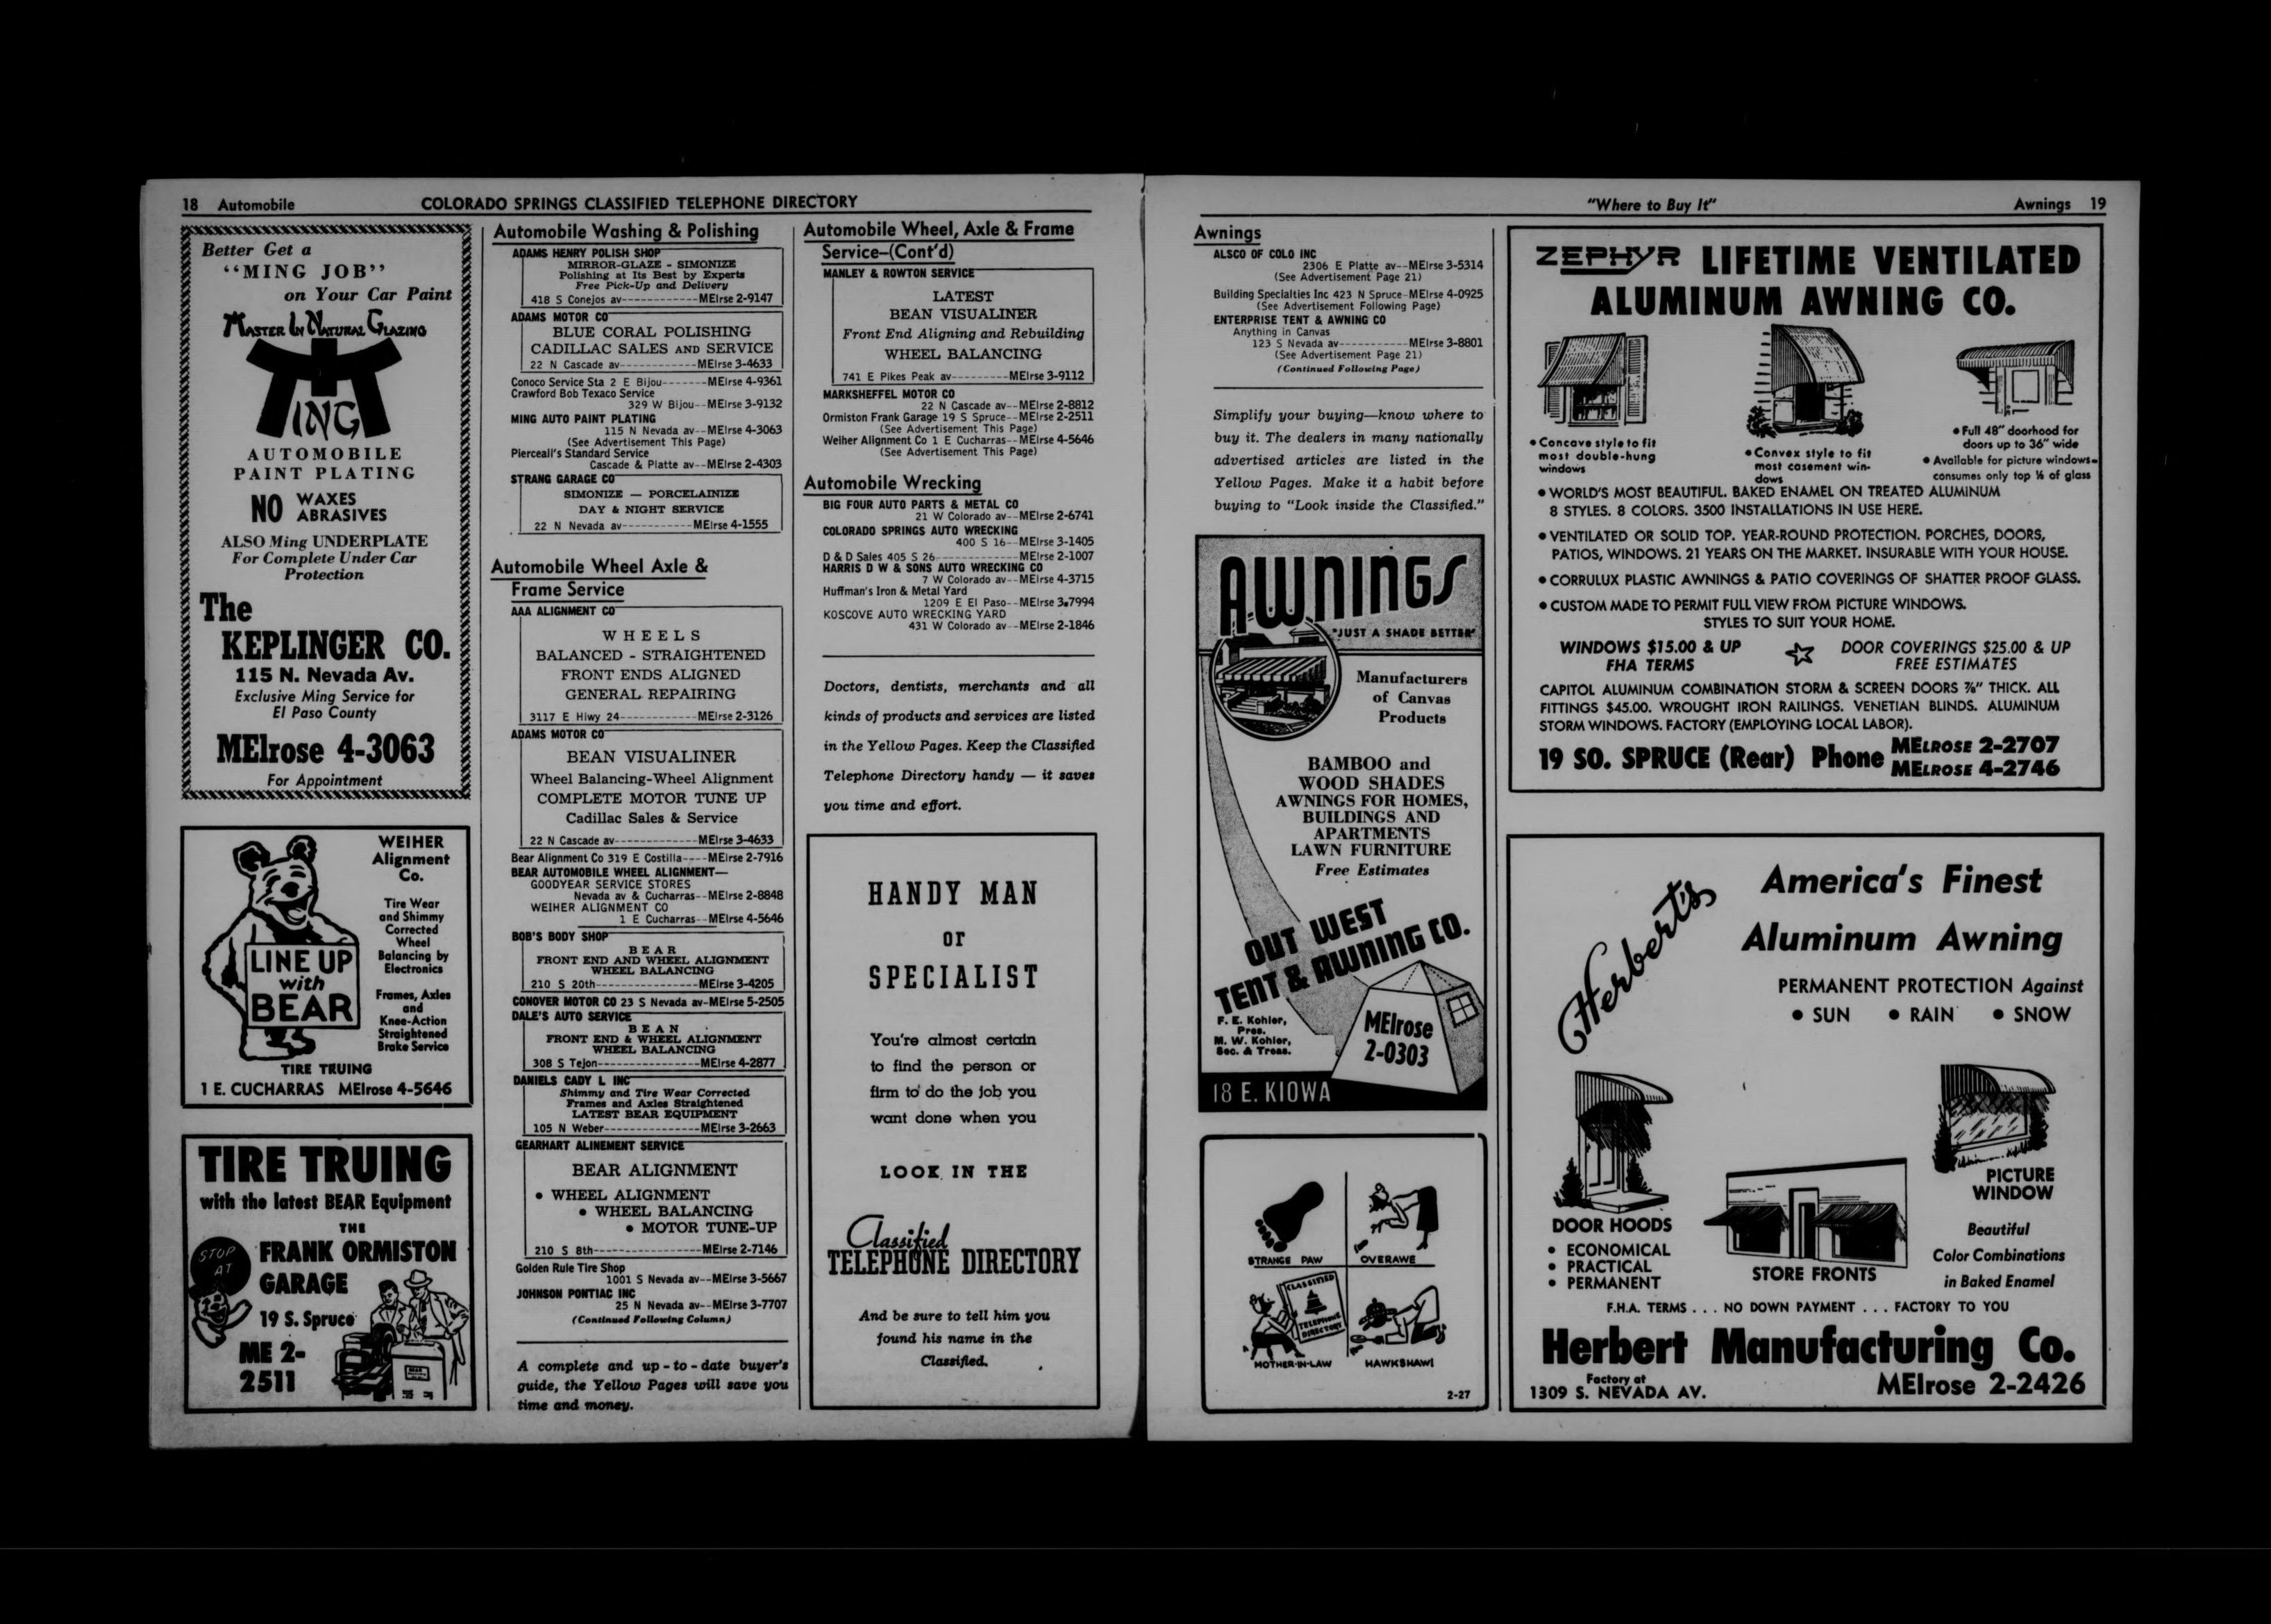 18 Automobile
COLORADO SPRINGS CLASSIFIED TELEPHONE DIRECTORY
Better Get a
"MING JOB"
on Your Car Paint
MASTER IN NATURAL GLAZING
MING
AUTOMOBILE
PAINT PLATING
NO WAXES
ABRASIVES
ALSO Ming UNDERPLATE
For Complete Under Car
Protection
The
KEPLINGER CO.
115 N. Nevada Av.
Exclusive Ming Service for
El Paso County
MElrose 4-3063
For Appointment
WEIHER
Alignment
Co.
Tire Wear
and Shimmy
Corrected
Wheel
Balancing by
Electronics
Frames, Axles
and
Knee-Action
Straightened
Brake Service
LINE UP
with
BEAR
TIRE TRUING
1 E. CUCHARRAS MElrose 4-5646
TIRE TRUING
with the latest BEAR Equipment
THE
FRANK ORMISTON
GARAGE
STOP
AT
19 S. Spruce
ME 2-
2511
Automobile Washing & Polishing
ADAMS HENRY POLISH SHOP
MIRROR-GLAZE - SIMONIZE
Polishing at Its Best by Experts
Free Pick-Up and Delivery
418 S Conejos av------------MElrse 2-9147
ADAMS MOTOR CO
BLUE CORAL POLISHING
CADILLAC SALES AND SERVICE
22 N Cascade av------------MElrse 3-4633
Conoco Service Sta 2 E Bijou-------MElrse 4-9361
Crawford Bob Texaco Service
329 W Bijou--MElrse 3-9132
MING AUTO PAINT PLATING
115 N Nevada av--MElrse 4-3063
(See Advertisement This Page)
Pierceall's Standard Service
Cascade & Platte av--MElrse 2-4303
STRANG GARAGE CO
SIMONIZE — PORCELAINIZE
DAY & NIGHT SERVICE
22 N Nevada av-----------MElrse 4-1555
Automobile Wheel Axle &
Frame Service
AAA ALIGNMENT CO
WHEELS
BALANCED - STRAIGHTENED
FRONT ENDS ALIGNED
GENERAL REPAIRING
3117 E Hiwy 24------------MElrse 2-3126
ADAMS MOTOR CO
BEAN VISUALINER
Wheel Balancing-Wheel Alignment
COMPLETE MOTOR TUNE UP
Cadillac Sales & Service
22 N Cascade av-------------MElrse 3-4633
Bear Alignment Co 319 E Costilla----MElrse 2-7916
BEAR AUTOMOBILE WHEEL ALIGNMENT—
GOODYEAR SERVICE STORES
Nevada av & Cucharras--MElrse 2-8848
WEIHER ALIGNMENT CO
1 E Cucharras--MElrse 4-5646
BOB'S BODY SHOP
BEAR
FRONT END AND WHEEL ALIGNMENT
WHEEL BALANCING
210 S 20th----------------MElrse 3-4205
CONOVER MOTOR CO 23 S Nevada av-MElrse 5-2505
DALE'S AUTO SERVICE
BEAN
FRONT END & WHEEL ALIGNMENT
WHEEL BALANCING
308 S Tejon----------------MElrse 4-2877
DANIELS CADY L INC
Shimmy and Tire Wear Corrected
Frames and Axles Straightened
LATEST BEAR EQUIPMENT
105 N Weber---------------MElrse 3-2663
GEARHART ALINEMENT SERVICE
BEAR ALIGNMENT
• WHEEL ALIGNMENT
• WHEEL BALANCING
• MOTOR TUNE-UP
210 S 8th-----------------MElrse 2-7146
Golden Rule Tire Shop
1001 S Nevada av--MElrse 3-5667
JOHNSON PONTIAC INC
25 N Nevada av--MElrse 3-7707
(Continued Following Column)
A complete and up-to-date buyer's
guide, the Yellow Pages will save you
time and money.
Automobile Wheel, Axle & Frame
Service—(Cont'd)
MANLEY & ROWTON SERVICE
LATEST
BEAN VISUALINER
Front End Aligning and Rebuilding
WHEEL BALANCING
741 E Pikes Peak av---------MElrse 3-9112
MARKSHEFFEL MOTOR CO
22 N Cascade av--MElrse 2-8812
Ormiston Frank Garage 19 S Spruce--MElrse 2-2511
(See Advertisement This Page)
Weiher Alignment Co 1 E Cucharras--MElrse 4-5646
(See Advertisement This Page)
Automobile Wrecking
BIG FOUR AUTO PARTS & METAL CO
21 W Colorado av--MElrse 2-6741
COLORADO SPRINGS AUTO WRECKING
400 S 16--MElrse 3-1405
D & D Sales 405 S 26-------------MElrse 2-1007
HARRIS D W & SONS AUTO WRECKING CO
7 W Colorado av--MElrse 4-3715
Huffman's Iron & Metal Yard
1209 E El Paso--MElrse 3-7994
KOSCOVE AUTO WRECKING YARD
431 W Colorado av--MElrse 2-1846
Doctors, dentists, merchants and all
kinds of products and services are listed
in the Yellow Pages. Keep the Classified
Telephone Directory handy — it saves
you time and effort.
HANDY MAN
or
SPECIALIST
You're almost certain
to find the person or
firm to do the job you
want done when you
LOOK IN THE
Classified
TELEPHONE DIRECTORY
And be sure to tell him you
found his name in the
Classified.
"Where to Buy It"
Awnings 19
Awnings
ALSCO OF COLO INC
2306 E Platte av--MElrse 3-5314
(See Advertisement Page 21)
Building Specialties Inc 423 N Spruce-MElrse 4-0925
(See Advertisement Following Page)
ENTERPRISE TENT & AWNING CO
Anything in Canvas
123 S Nevada av-----------MElrse 3-8801
(See Advertisement Page 21)
(Continued Following Page)
Simplify your buying—know where to
buy it. The dealers in many nationally
advertised articles are listed in the
Yellow Pages. Make it a habit before
buying to "Look inside the Classified."
AWNINGS
"JUST A SHADE BETTER"
Manufacturers
of Canvas
Products
BAMBOO and
WOOD SHADES
AWNINGS FOR HOMES,
BUILDINGS AND
APARTMENTS
LAWN FURNITURE
Free Estimates
OUT WEST
TENT & AWNING CO.
F. E. Kohler,
Pres.
M. W. Kohler,
Sec. & Treas.
MElrose
2-0303
18 E. KIOWA
STRANGE PAW
OVERAWE
CLASSIFIED
TELEPHONE
DIRECTORY
MOTHER-IN-LAW
HAWKSHAW!
2-27
ZEPHYR LIFETIME VENTILATED
ALUMINUM AWNING CO.
• Concave style to fit
most double-hung
windows
• Convex style to fit
most casement win-
dows
• Full 48" doorhood for
doors up to 36" wide
• Available for picture windows-
consumes only top ⅓ of glass
• WORLD'S MOST BEAUTIFUL. BAKED ENAMEL ON TREATED ALUMINUM
8 STYLES. 8 COLORS. 3500 INSTALLATIONS IN USE HERE.
• VENTILATED OR SOLID TOP. YEAR-ROUND PROTECTION. PORCHES, DOORS,
PATIOS, WINDOWS. 21 YEARS ON THE MARKET. INSURABLE WITH YOUR HOUSE.
• CORRULUX PLASTIC AWNINGS & PATIO COVERINGS OF SHATTER PROOF GLASS.
• CUSTOM MADE TO PERMIT FULL VIEW FROM PICTURE WINDOWS.
STYLES TO SUIT YOUR HOME.
WINDOWS $15.00 & UP
FHA TERMS
DOOR COVERINGS $25.00 & UP
FREE ESTIMATES
CAPITOL ALUMINUM COMBINATION STORM & SCREEN DOORS ⅞" THICK. ALL
FITTINGS $45.00. WROUGHT IRON RAILINGS. VENETIAN BLINDS. ALUMINUM
STORM WINDOWS. FACTORY (EMPLOYING LOCAL LABOR).
19 SO. SPRUCE (Rear) Phone MELROSE 2-2707
MELROSE 4-2746
Herbert's
America's Finest
Aluminum Awning
PERMANENT PROTECTION Against
• SUN • RAIN • SNOW
DOOR HOODS
• ECONOMICAL
• PRACTICAL
• PERMANENT
STORE FRONTS
PICTURE
WINDOW
Beautiful
Color Combinations
in Baked Enamel
F.H.A. TERMS . . . NO DOWN PAYMENT . . . FACTORY TO YOU
Herbert Manufacturing Co.
Factory at
1309 S. NEVADA AV.
MElrose 2-2426